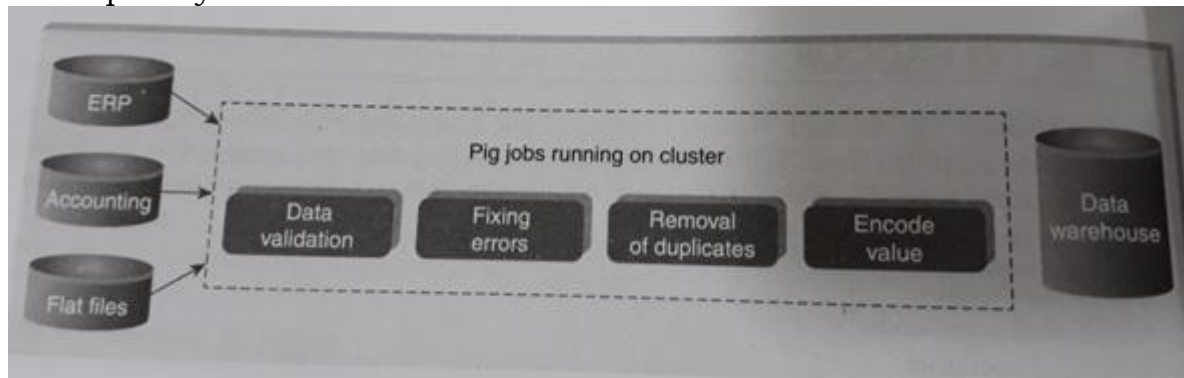 ERP
Accounting
Flat files
Pig jobs running on cluster
Data
validation
Fixing
errors
Removal
of duplicates
Encode
value
Data
warehouse